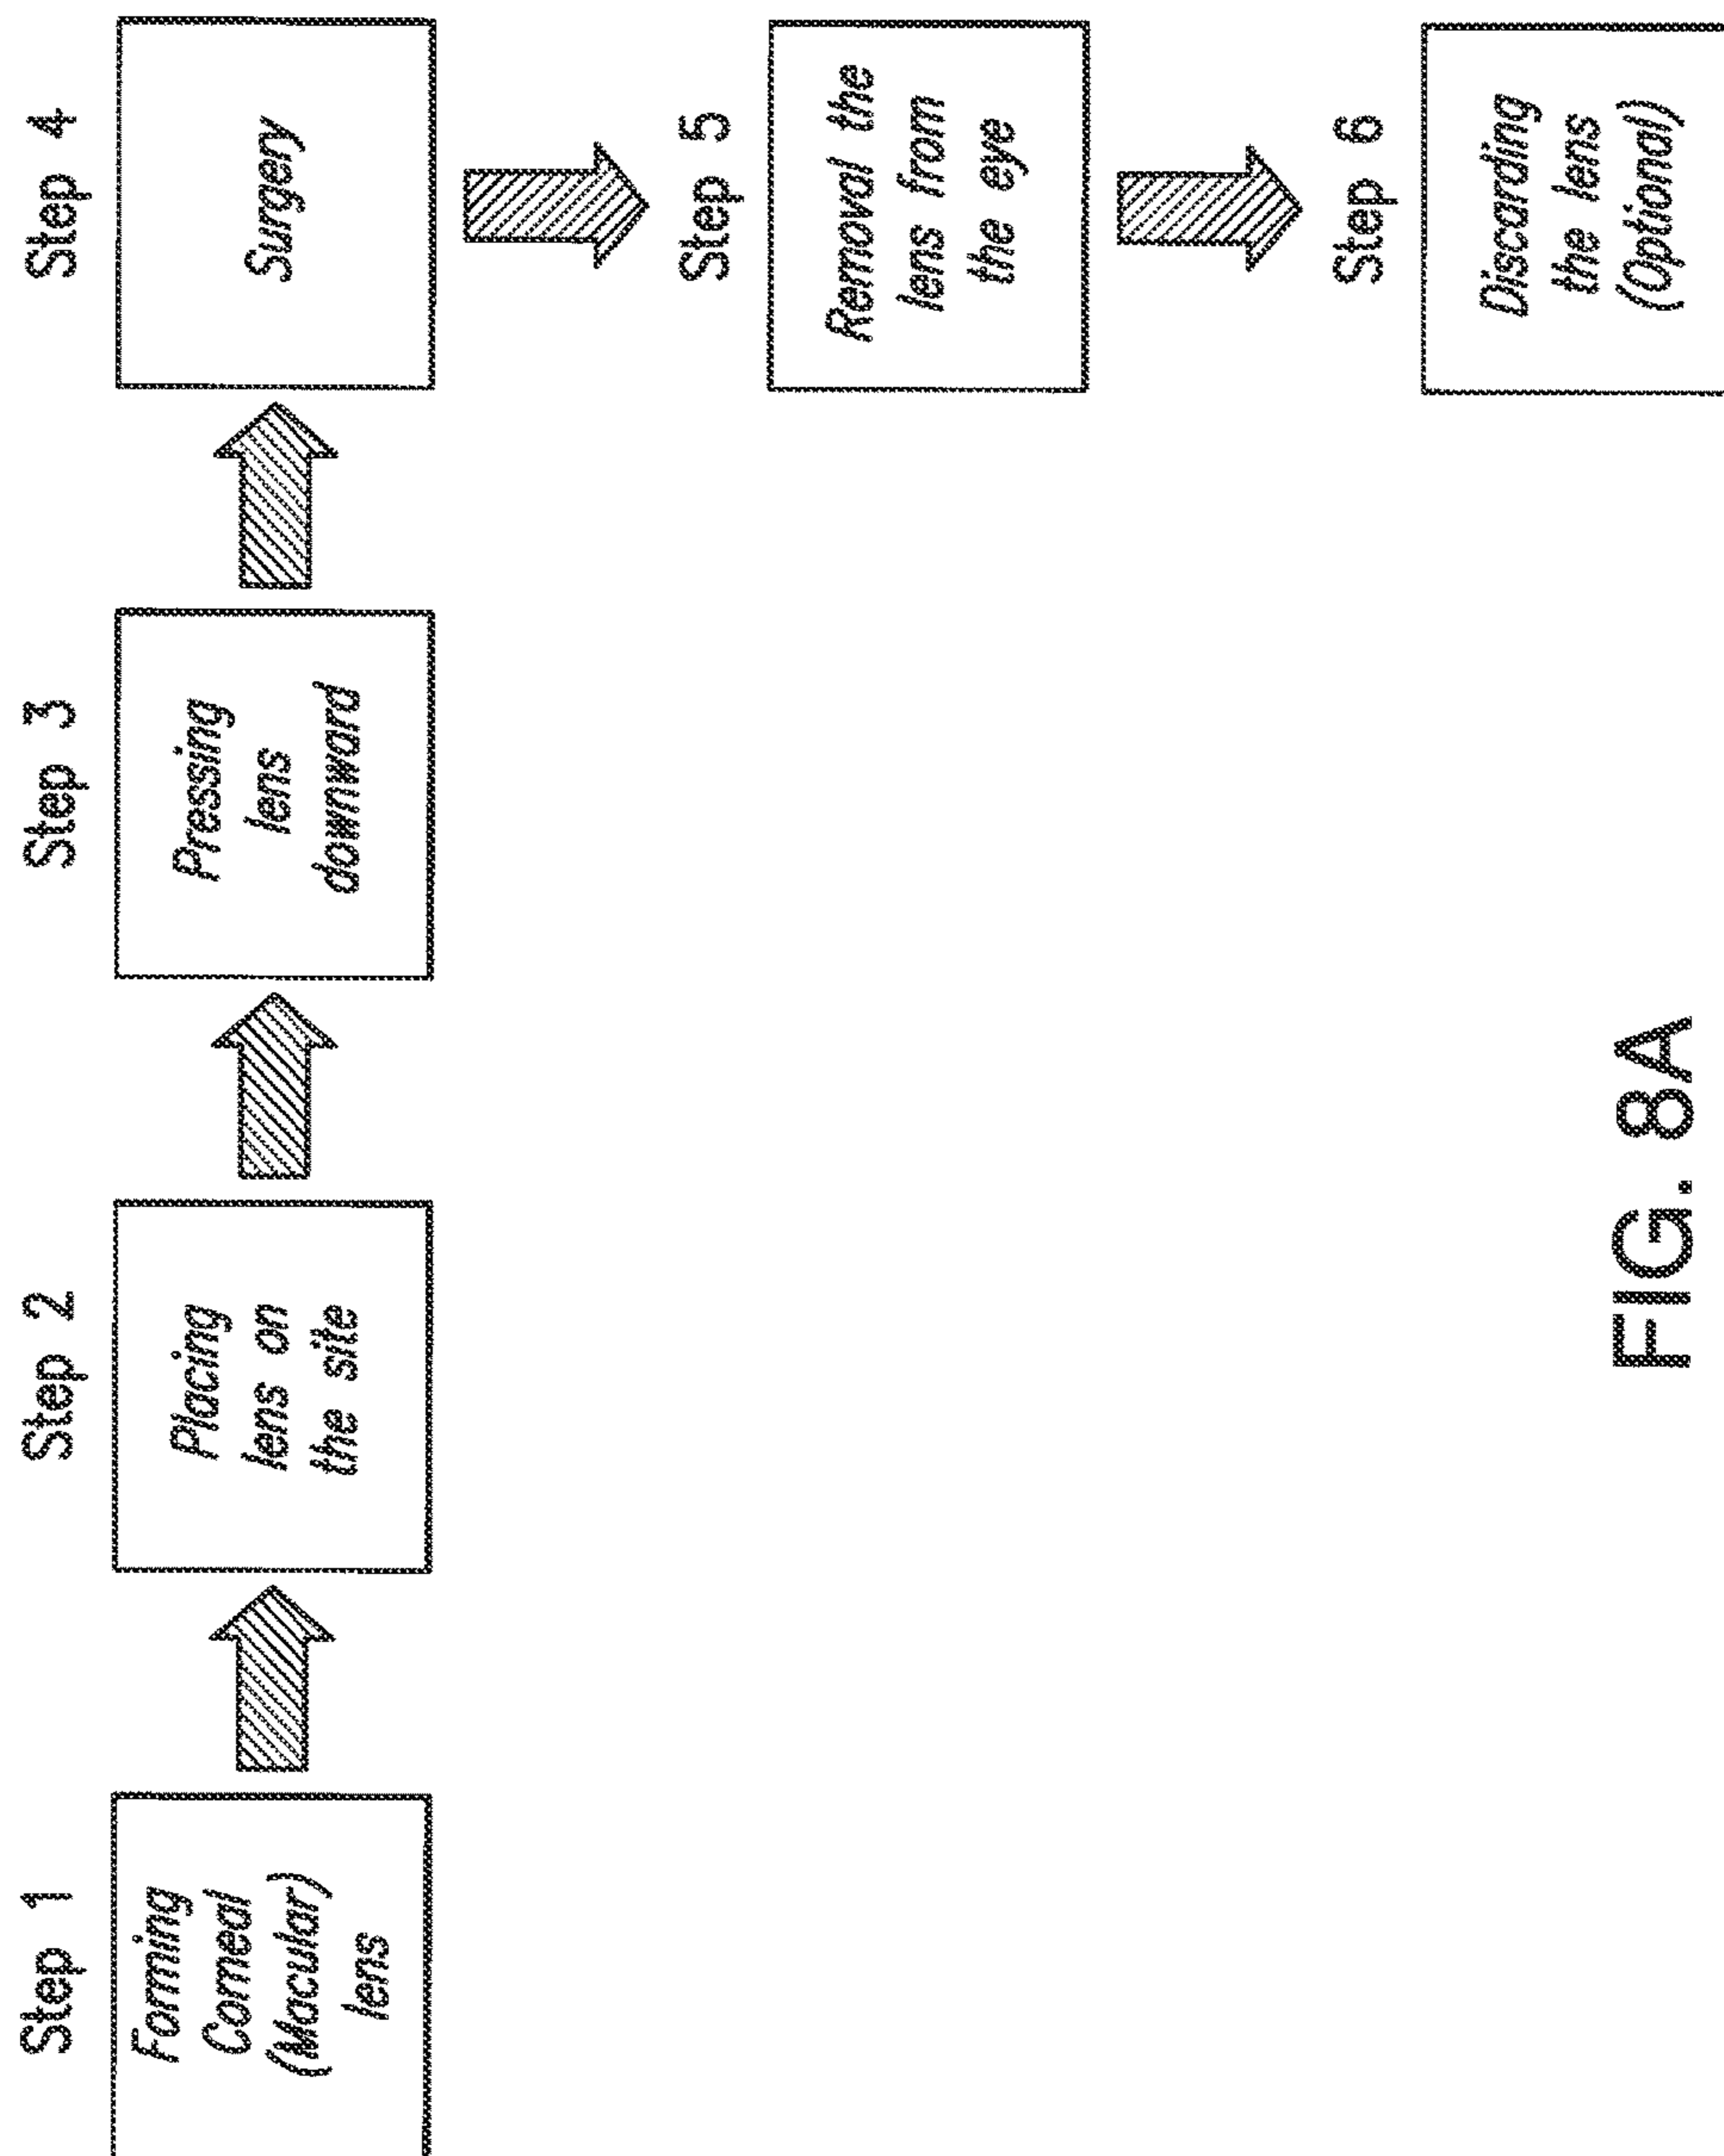 Step 1
Forming
Corneal
(Macular)
lens
Step 2
Placing
lens on
the site
Step 3
Pressing
lens
downward
Step 4
Surgery
Step 5
Removal the
lens from
the eye
Step 6
Discarding
the lens
(Optional)
FIG. 8A